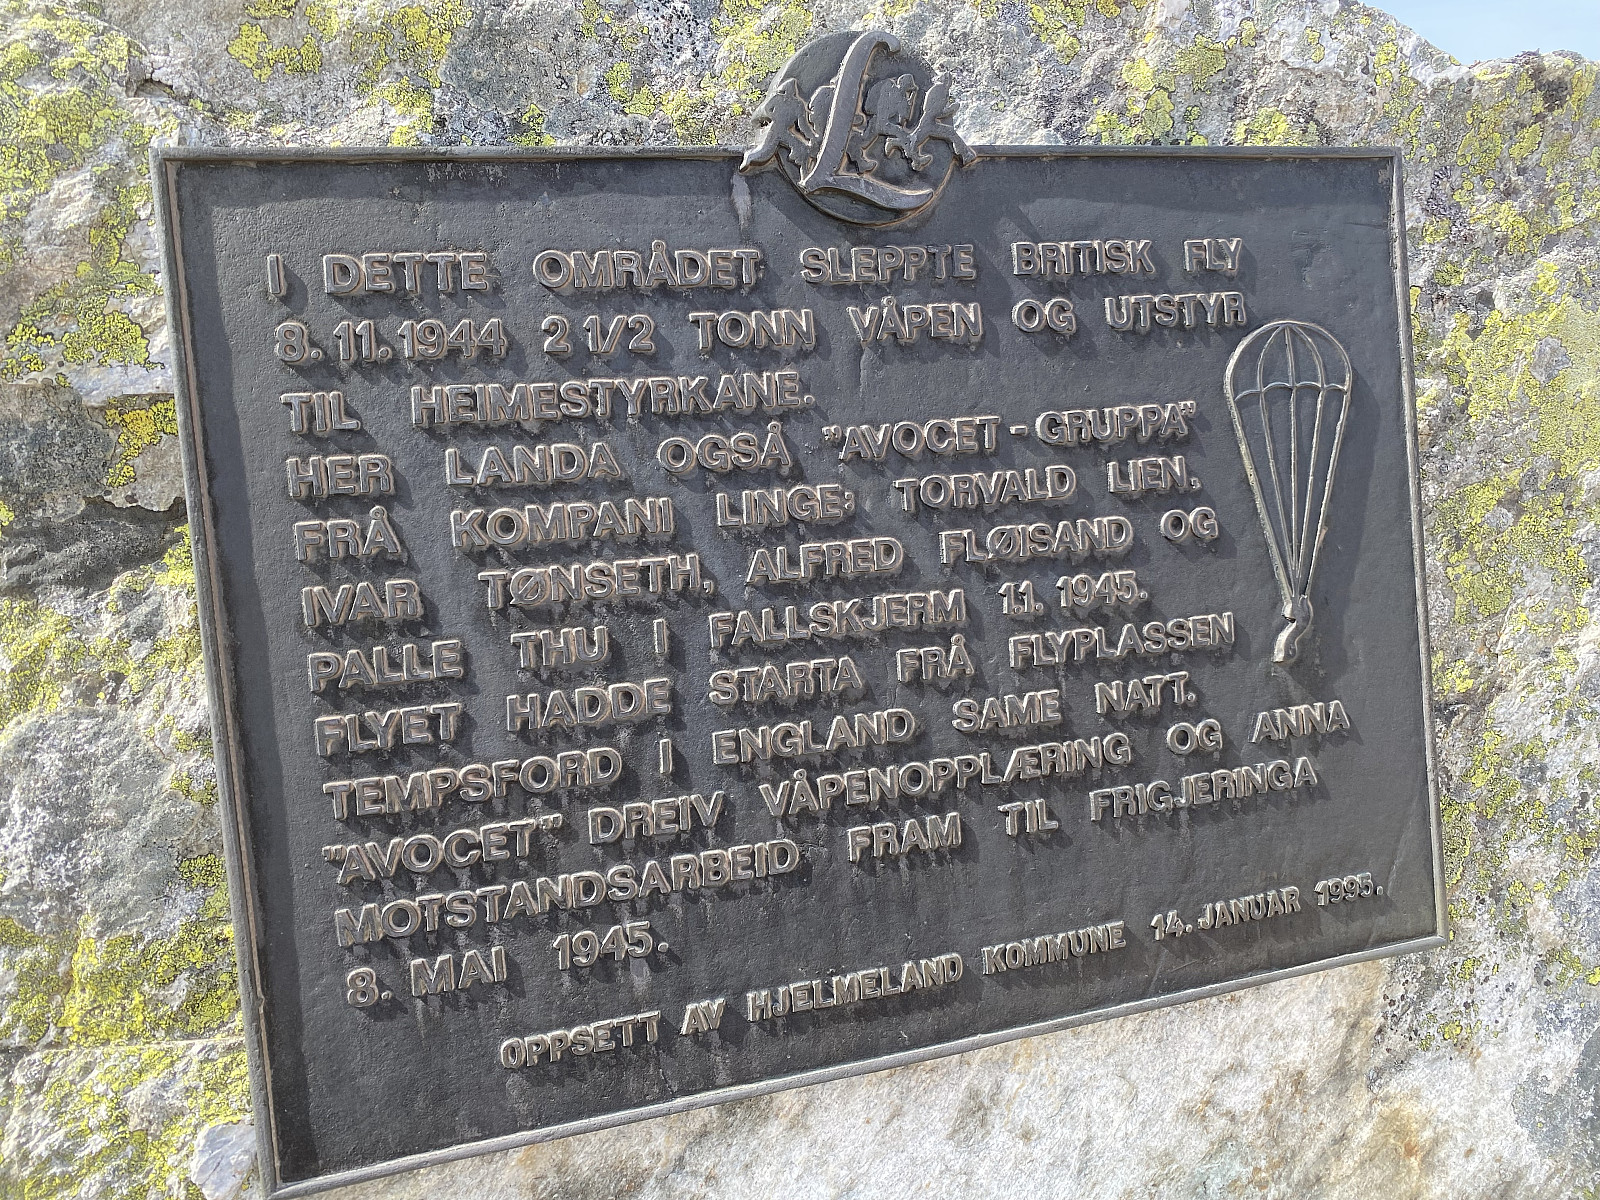 L
I DETTE OMRÅDET SLEPPTE BRITISK FLY
8.11.1944 2 1/2 TONN VÅPEN OG UTSTYR
TIL HEIMESTYRKANE.
HER LANDA OGSÅ "AVOCET-GRUPPA"
FRÅ KOMPANI LINGE: TORVALD LIEN,
IVAR TØNSETH, ALFRED FLØISAND OG
PALLE THU I FALLSKJERM 1.1. 1945.
FLYET HADDE STARTA FRÅ FLYPLASSEN
TEMPSFORD I ENGLAND SAME NATT.
"AVOCET" DREIV VÅPENOPPLÆRING OG ANNA
MOTSTANDSARBEID FRAM TIL FRIGJERINGA
8. MAI 1945.
OPPSETT AV HJELMELAND KOMMUNE 14. JANUAR 1995.